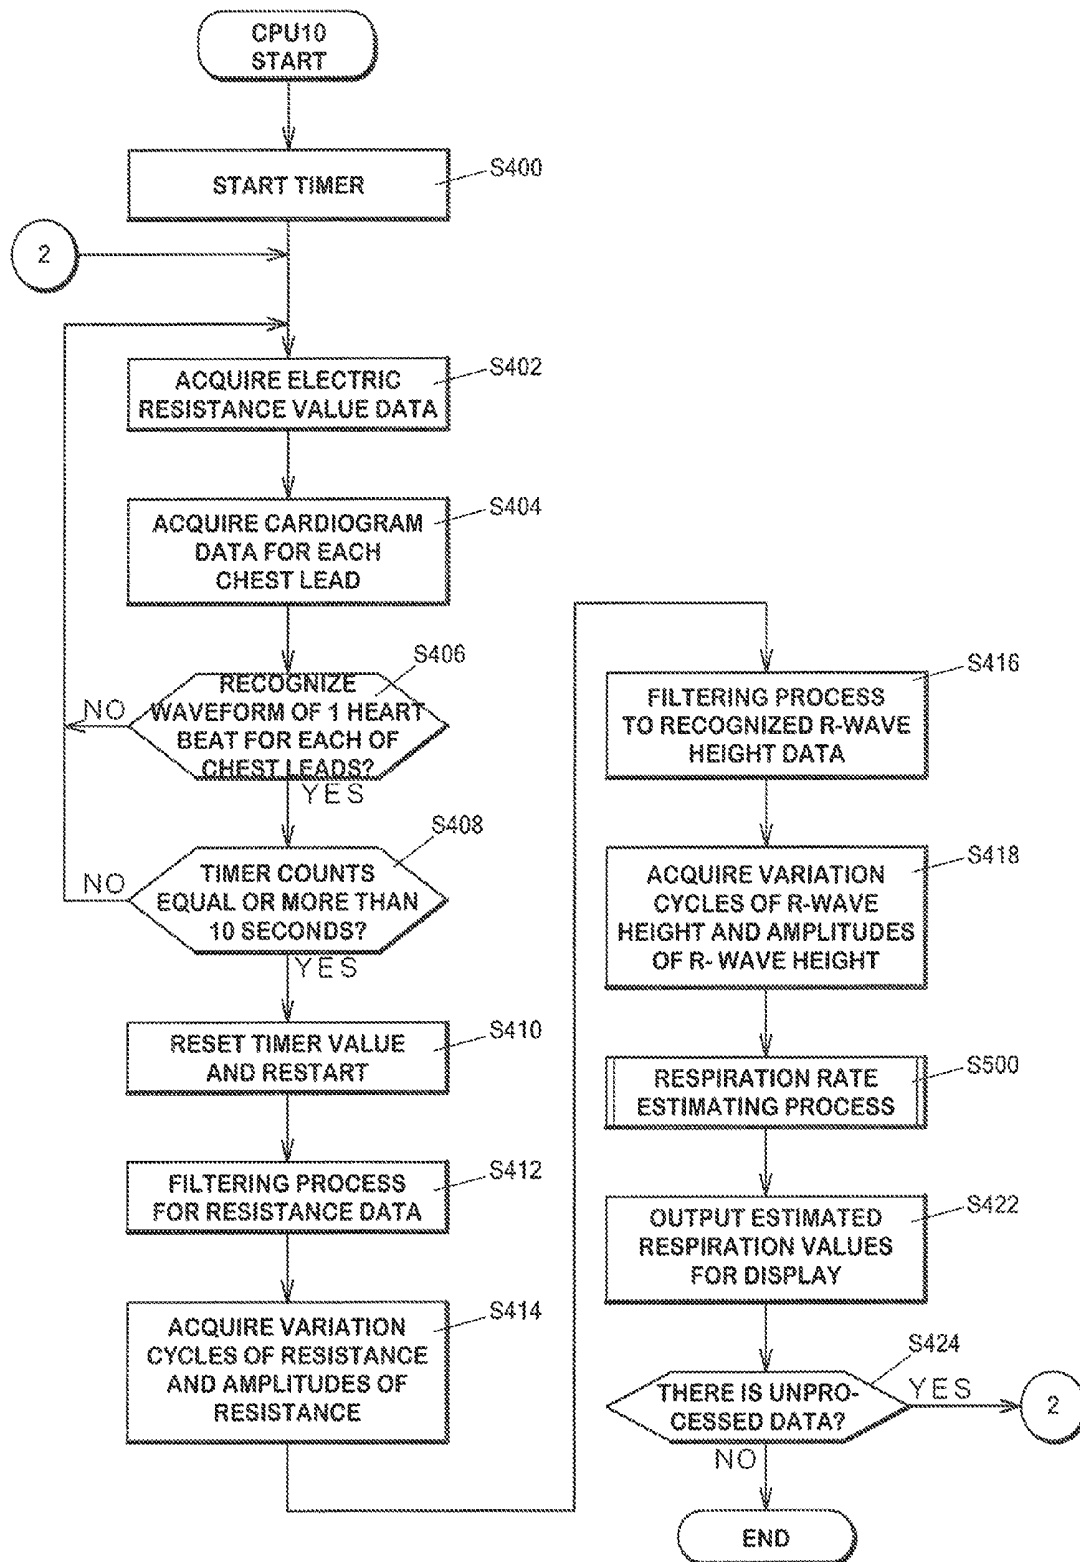 CPU10
START
START TIMER
S400
2
ACQUIRE ELECTRIC
RESISTANCE VALUE DATA
S402
ACQUIRE CARDIOGRAM
DATA FOR EACH
CHEST LEAD
S404
RECOGNIZE
WAVEFORM OF 1 HEART
BEAT FOR EACH OF
CHEST LEADS?
S406
NO
YES
TIMER COUNTS
EQUAL OR MORE THAN
10 SECONDS?
S408
NO
YES
RESET TIMER VALUE
AND RESTART
S410
FILTERING PROCESS
FOR RESISTANCE DATA
S412
ACQUIRE VARIATION
CYCLES OF RESISTANCE
AND AMPLITUDES OF
RESISTANCE
S414
FILTERING PROCESS
TO RECOGNIZED R-WAVE
HEIGHT DATA
S416
ACQUIRE VARIATION
CYCLES OF R-WAVE
HEIGHT AND AMPLITUDES
OF R- WAVE HEIGHT
S418
RESPIRATION RATE
ESTIMATING PROCESS
S500
OUTPUT ESTIMATED
RESPIRATION VALUES
FOR DISPLAY
S422
THERE IS UNPRO-
CESSED DATA?
S424
YES
2
NO
END